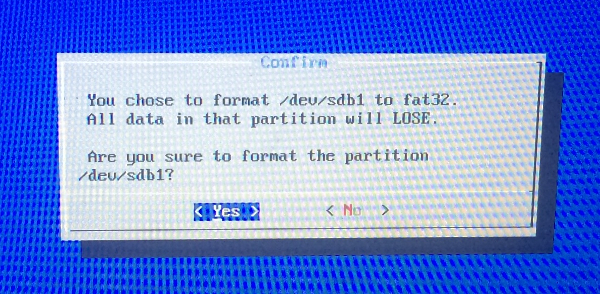 Confirm
You chose to format /dev/sdb1 to fat32.
All data in that partition will LOSE.
Are you sure to format the partition
/dev/sdb1?
< Yes > < No >